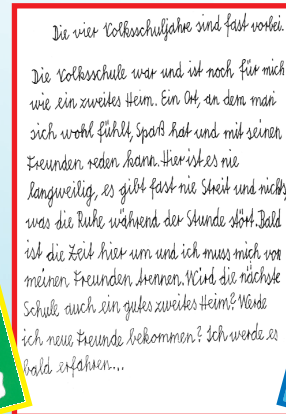 Die vier Volksschuljahre sind fast vorbei.
Die Volksschule war und ist noch für mich
wie ein zweites Heim. Ein Ort, an dem man
sich wohl fühlt, Spaß hat und mit seinen
Freunden reden kann. Hier ist es nie
langweilig, es gibt fast nie Streit und nichts,
was die Ruhe während der Stunde stört. Bald
ist die Zeit hier um und ich muss mich von
meinen Freunden trennen. Wird die nächste
Schule auch ein gutes zweites Heim? Werde
ich neue Freunde bekommen? Ich werde es
bald erfahren...